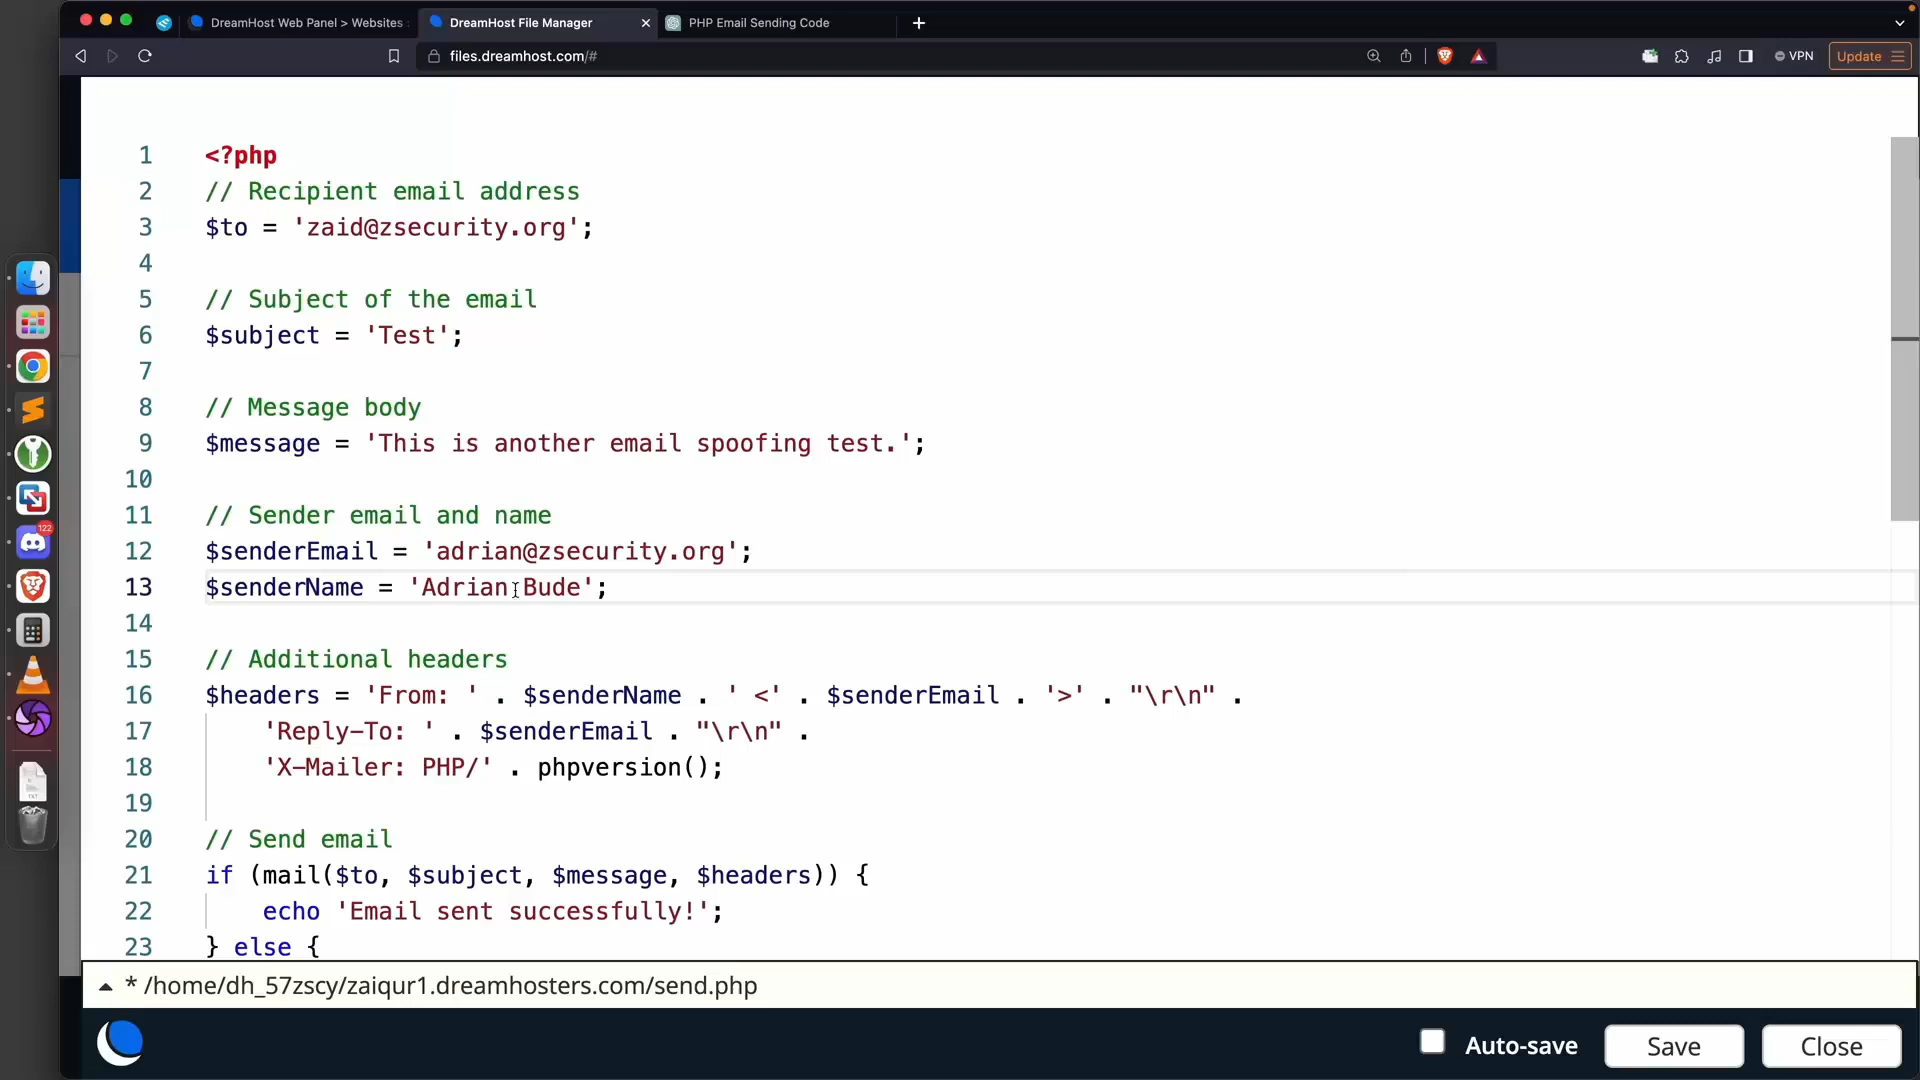 DreamHost Web Panel > Websites
DreamHost File Manager
PHP Email Sending Code
files.dreamhost.com/#
VPN
Update
1 <?php
2 // Recipient email address
3 $to = 'zaid@zsecurity.org';
4
5 // Subject of the email
6 $subject = 'Test';
7
8 // Message body
9 $message = 'This is another email spoofing test.';
10
11 // Sender email and name
12 $senderEmail = 'adrian@zsecurity.org';
13 $senderName = 'Adrian Bude';
14
15 // Additional headers
16 $headers = 'From: ' . $senderName . ' <' . $senderEmail . '>' . "\r\n" .
17 'Reply-To: ' . $senderEmail . "\r\n" .
18 'X-Mailer: PHP/' . phpversion();
19
20 // Send email
21 if (mail($to, $subject, $message, $headers)) {
22 echo 'Email sent successfully!';
23 } else {
122
TXT
* /home/dh_57zscy/zaiqur1.dreamhosters.com/send.php
Auto-save
Save
Close